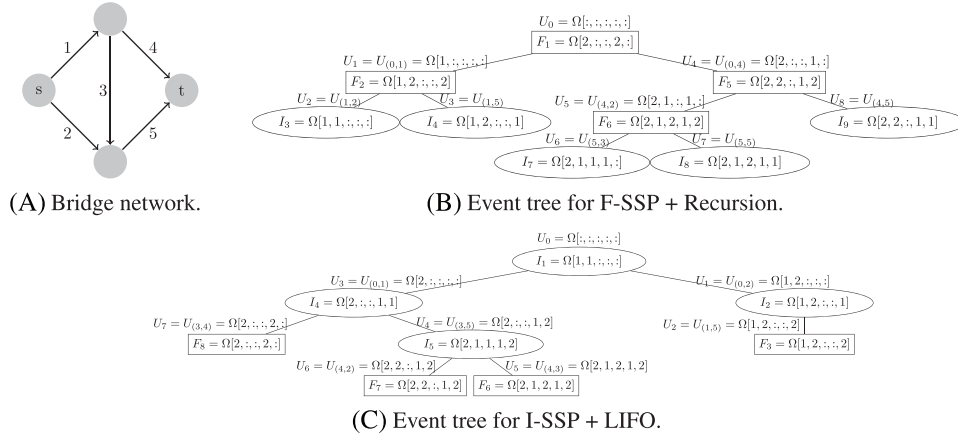 1
4
s
3
t
2
5
(A) Bridge network.
U₀ = Ω[:,:,:,:,:]
F₁ = Ω[2,:,:,2,:]
U₁ = U₍₀,₁₎ = Ω[1,:,:,:,:]
U₄ = U₍₀,₄₎ = Ω[2,:,:,1,:]
F₂ = Ω[1,2,:,:,2]
F₅ = Ω[2,2,:,1,2]
U₂ = U₍₁,₂₎
U₃ = U₍₁,₅₎
U₅ = U₍₄,₂₎ = Ω[2,1,:,1,:]
U₈ = U₍₄,₅₎
I₃ = Ω[1,1,:,:,:]
I₄ = Ω[1,2,:,:,1]
F₆ = Ω[2,1,2,1,2]
I₉ = Ω[2,2,:,1,1]
U₆ = U₍₅,₃₎
U₇ = U₍₅,₅₎
I₇ = Ω[2,1,1,1,:]
I₈ = Ω[2,1,2,1,1]
(B) Event tree for F-SSP + Recursion.
U₀ = Ω[:,:,:,:,:]
I₁ = Ω[1,1,:,:,:]
U₃ = U₍₀,₁₎ = Ω[2,:,:,:,:]
U₁ = U₍₀,₂₎ = Ω[1,2,:,:,:]
I₄ = Ω[2,:,:,1,1]
I₂ = Ω[1,2,:,:,1]
U₇ = U₍₃,₄₎ = Ω[2,:,:,2,:]
U₄ = U₍₃,₅₎ = Ω[2,:,:,1,2]
U₂ = U₍₁,₅₎ = Ω[1,2,:,:,2]
F₈ = Ω[2,:,:,2,:]
I₅ = Ω[2,1,1,1,2]
F₃ = Ω[1,2,:,:,2]
U₆ = U₍₄,₂₎ = Ω[2,2,:,1,2]
U₅ = U₍₄,₃₎ = Ω[2,1,2,1,2]
F₇ = Ω[2,2,:,1,2]
F₆ = Ω[2,1,2,1,2]
(C) Event tree for I-SSP + LIFO.